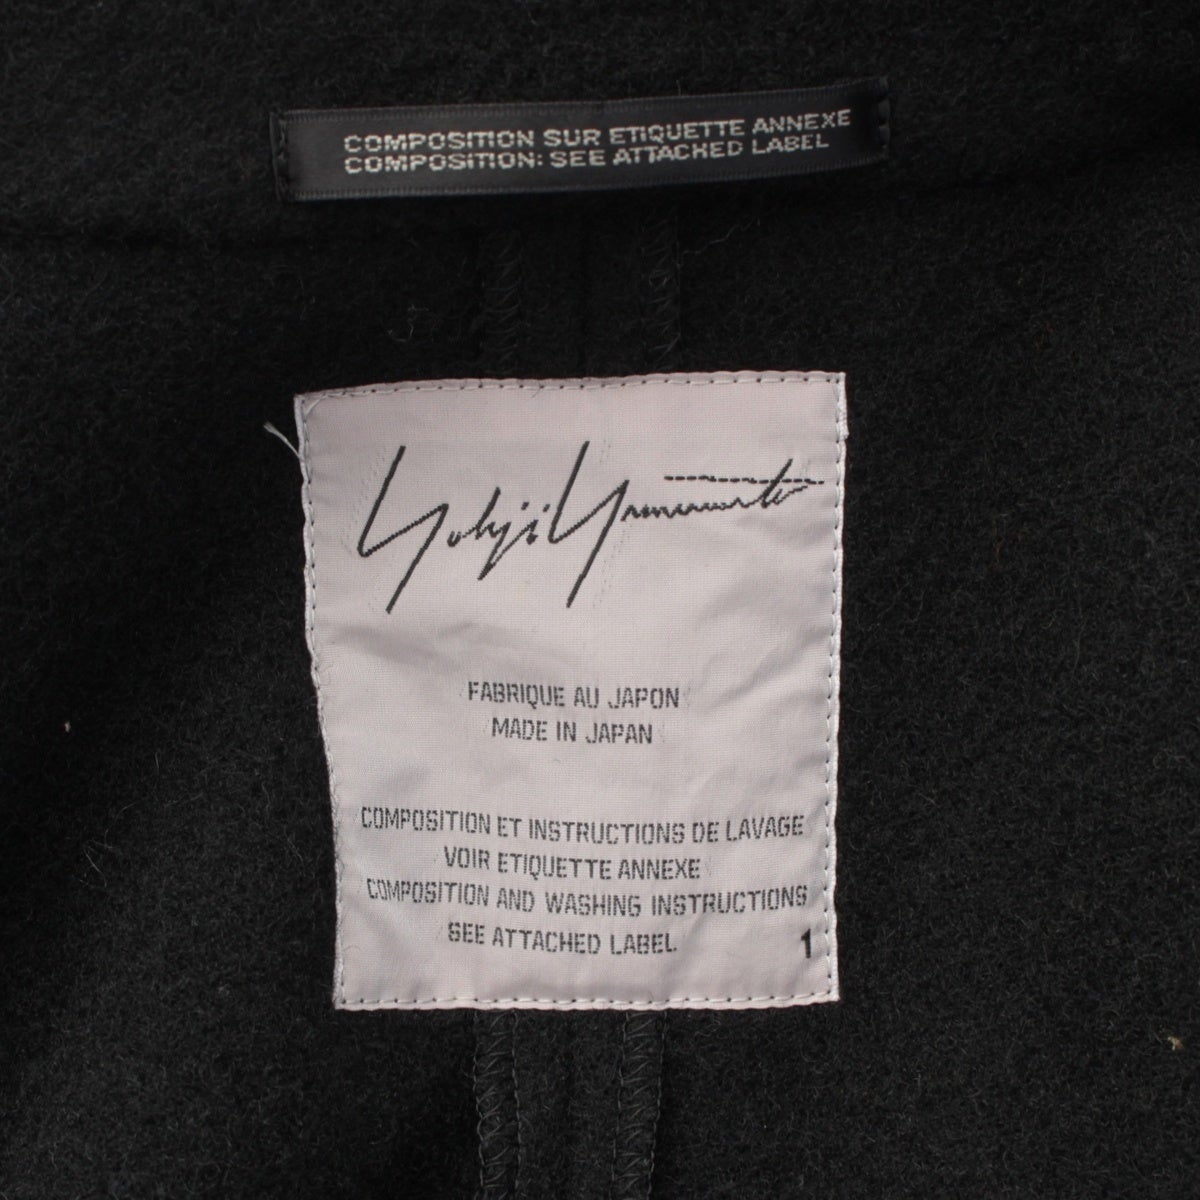 COMPOSITION SUR ETIQUETTE ANNEXE
COMPOSITION: SEE ATTACHED LABEL
Yohji Yamamoto
FABRIQUE AU JAPON
MADE IN JAPAN
COMPOSITION ET INSTRUCTIONS DE LAVAGE
VOIR ETIQUETTE ANNEXE
COMPOSITION AND WASHING INSTRUCTIONS
SEE ATTACHED LABEL
1